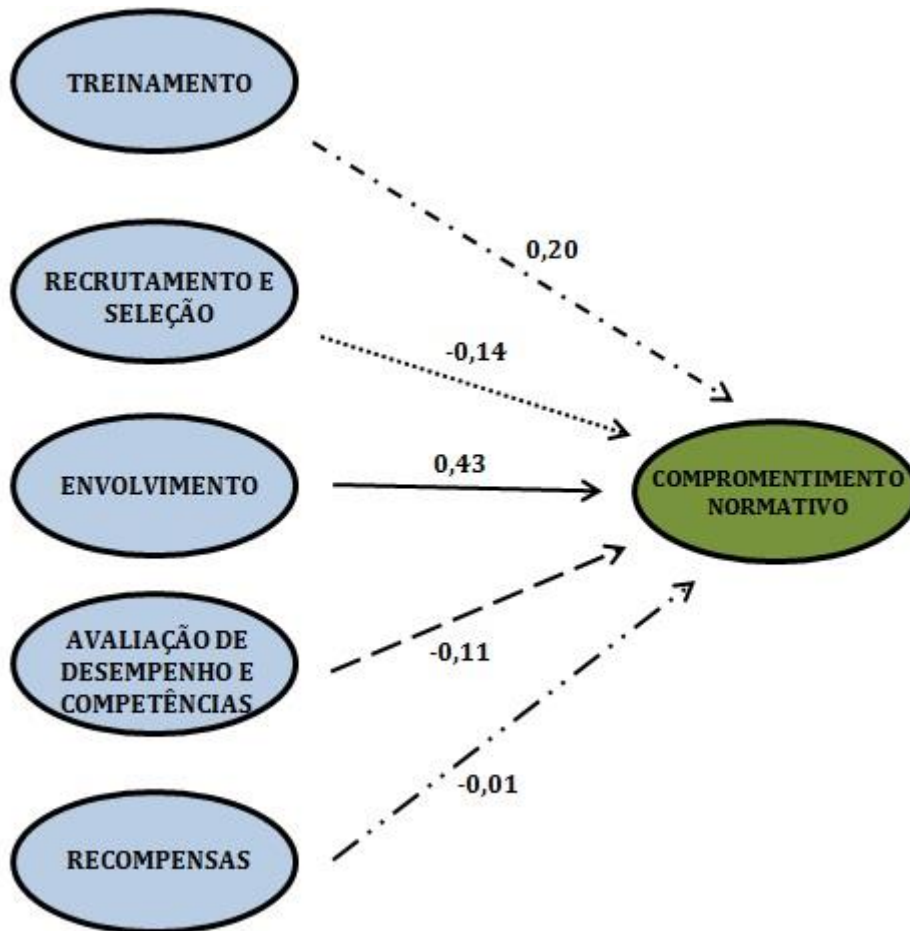 TREINAMENTO
0,20
RECRUTAMENTO E
SELEÇÃO
-0,14
ENVOLVIMENTO
0,43
COMPROMENTIMENTO
NORMATIVO
AVALIAÇÃO DE
DESEMPENHO E
COMPETÊNCIAS
-0,11
-0,01
RECOMPENSAS